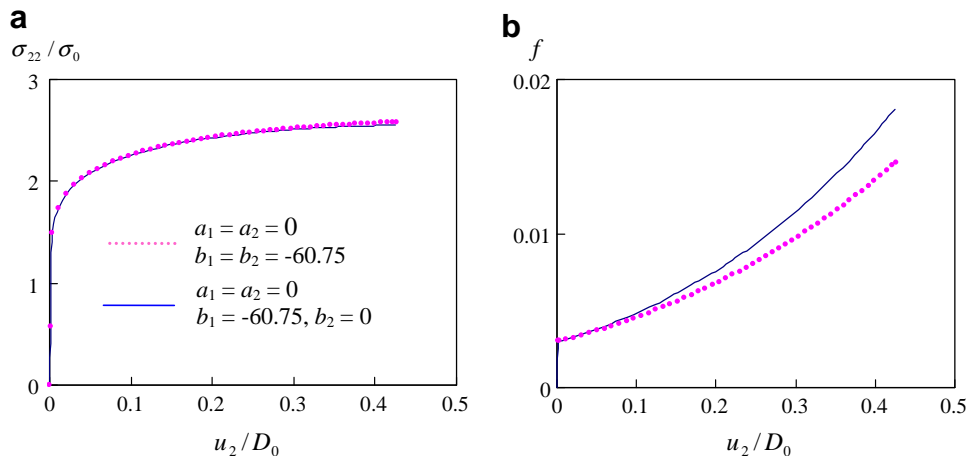 a
σ22 / σ0
3
2
1
0
0 0.1 0.2 0.3 0.4 0.5
u2 / D0
a1 = a2 = 0
b1 = b2 = -60.75
a1 = a2 = 0
b1 = -60.75, b2 = 0
b
f
0.02
0.01
0
0 0.1 0.2 0.3 0.4 0.5
u2 / D0